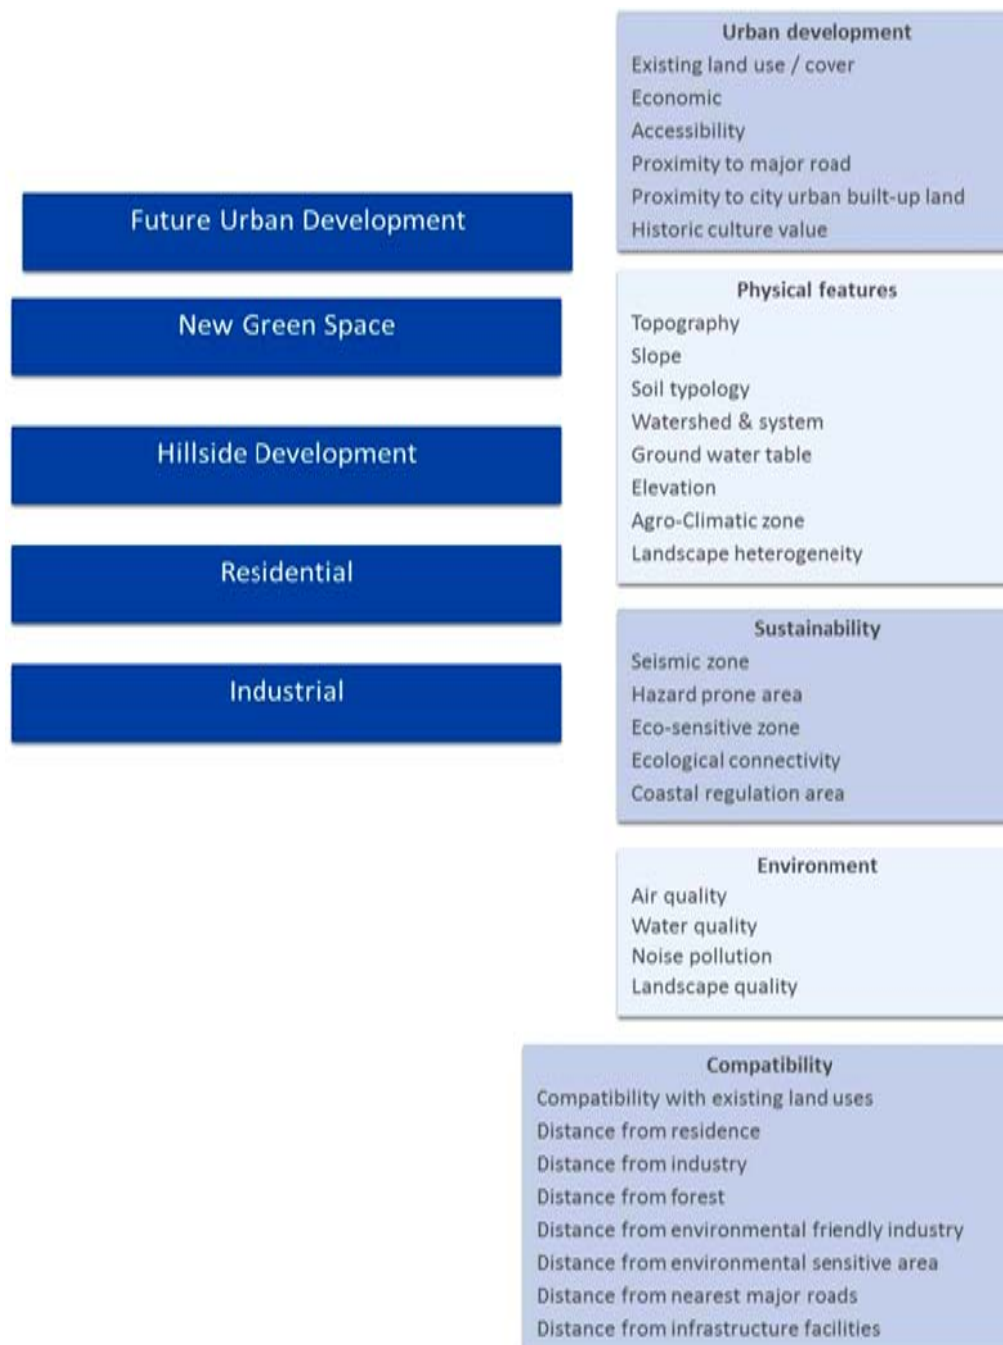 Future Urban Development
New Green Space
Hillside Development
Residential
Industrial
Urban development
Existing land use / cover
Economic
Accessibility
Proximity to major road
Proximity to city urban built-up land
Historic culture value
Physical features
Topography
Slope
Soil typology
Watershed & system
Ground water table
Elevation
Agro-Climatic zone
Landscape heterogeneity
Sustainability
Seismic zone
Hazard prone area
Eco-sensitive zone
Ecological connectivity
Coastal regulation area
Environment
Air quality
Water quality
Noise pollution
Landscape quality
Compatibility
Compatibility with existing land uses
Distance from residence
Distance from industry
Distance from forest
Distance from environmental friendly industry
Distance from environmental sensitive area
Distance from nearest major roads
Distance from infrastructure facilities